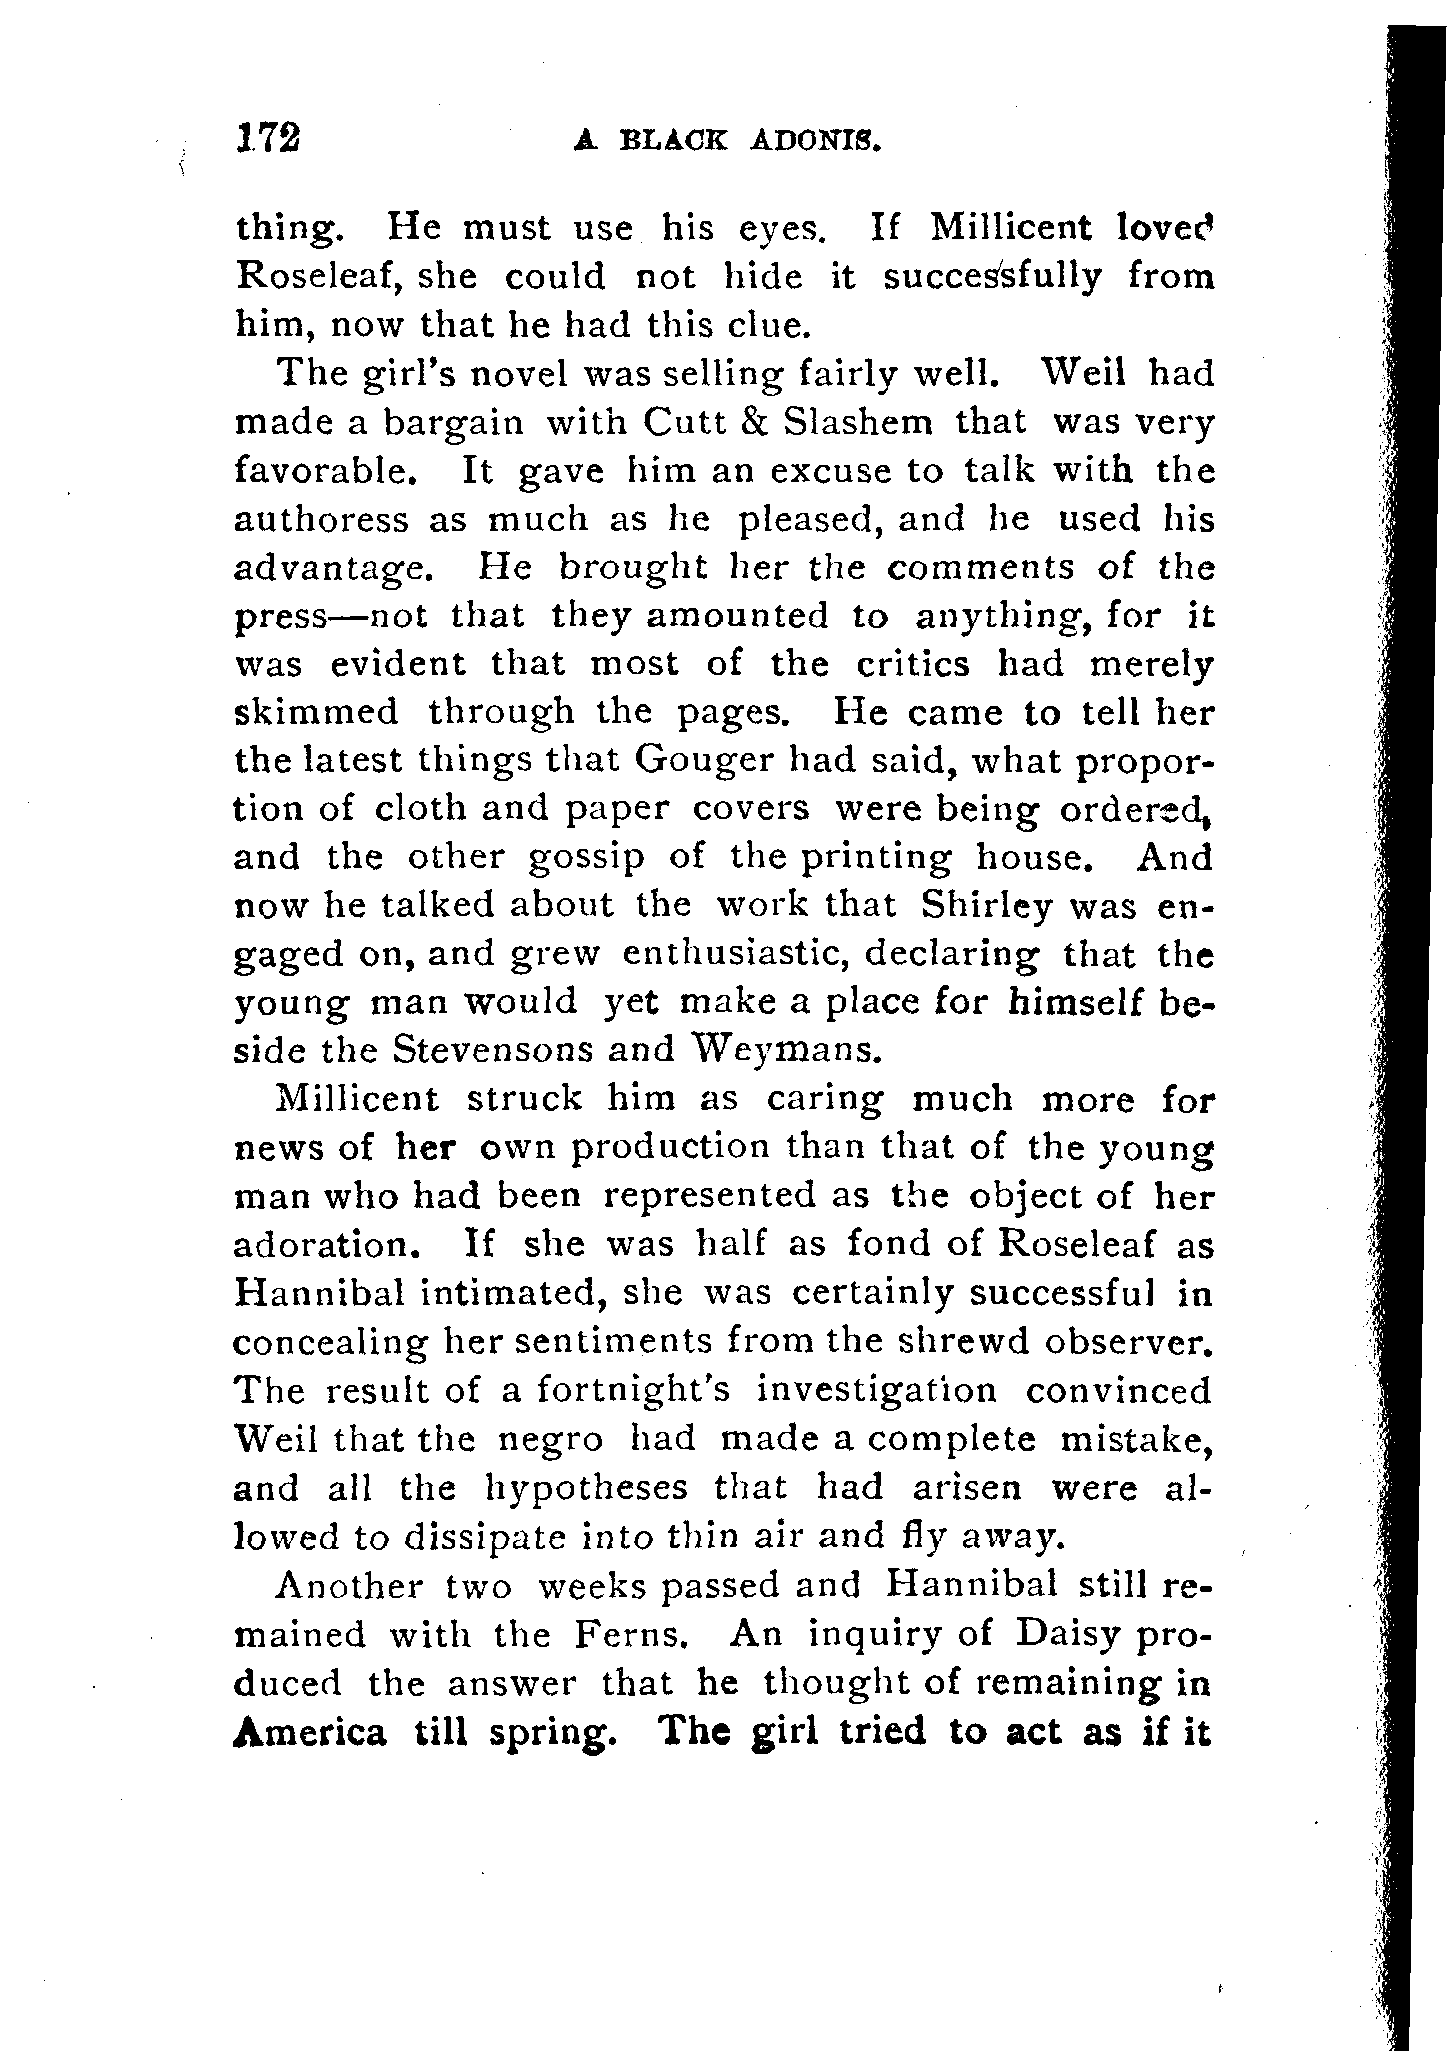 172 A BLACK ADONIS.
thing. He must use his eyes. If Millicent loved
Roseleaf, she could not hide it successfully from
him, now that he had this clue.
The girl's novel was selling fairly well. Weil had
made a bargain with Cutt & Slashem that was very
favorable. It gave him an excuse to talk with the
authoress as much as he pleased, and he used his
advantage. He brought her the comments of the
press—not that they amounted to anything, for it
was evident that most of the critics had merely
skimmed through the pages. He came to tell her
the latest things that Gouger had said, what propor-
tion of cloth and paper covers were being ordered,
and the other gossip of the printing house. And
now he talked about the work that Shirley was en-
gaged on, and grew enthusiastic, declaring that the
young man would yet make a place for himself be-
side the Stevensons and Weymans.
Millicent struck him as caring much more for
news of her own production than that of the young
man who had been represented as the object of her
adoration. If she was half as fond of Roseleaf as
Hannibal intimated, she was certainly successful in
concealing her sentiments from the shrewd observer.
The result of a fortnight's investigation convinced
Weil that the negro had made a complete mistake,
and all the hypotheses that had arisen were al-
lowed to dissipate into thin air and fly away.
Another two weeks passed and Hannibal still re-
mained with the Ferns. An inquiry of Daisy pro-
duced the answer that he thought of remaining in
America till spring. The girl tried to act as if it